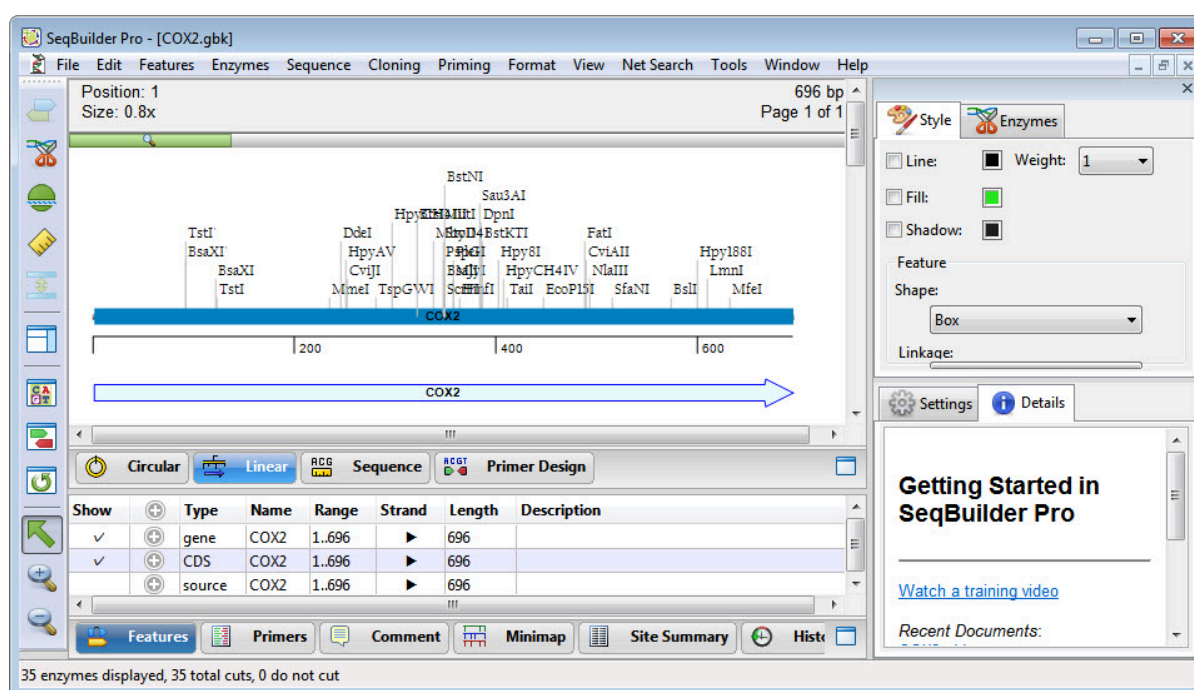 SeqBuilder Pro - [COX2.gbk]
File Edit Features Enzymes Sequence Cloning Priming Format View Net Search Tools Window Help
Position: 1
696 bp
Size: 0.8x
Page 1 of 1
BstNI
Sau3AI
DpnI
TstI
DdeI
BstKTI
FatI
BsaXI
HpyAV
Hpy8I
CviAII
Hpy188I
BsaXI
CviJI
HpyCH4IV
NlaIII
LmnI
TstI
MmeI
TspGWI
TaiI
EcoP15I
SfaNI
BslI
MfeI
COX2
200
400
600
COX2
Circular
Linear
ACG
Sequence
ACGT
Primer Design
Show Type Name Range Strand Length Description
gene COX2 1..696 696
CDS COX2 1..696 696
source COX2 1..696 696
Features Primers Comment Minimap Site Summary
35 enzymes displayed, 35 total cuts, 0 do not cut
Style
Enzymes
Line:
Weight: 1
Fill:
Shadow:
Feature
Shape:
Box
Linkage:
Settings
Details
Getting Started in
SeqBuilder Pro
Watch a training video
Recent Documents: